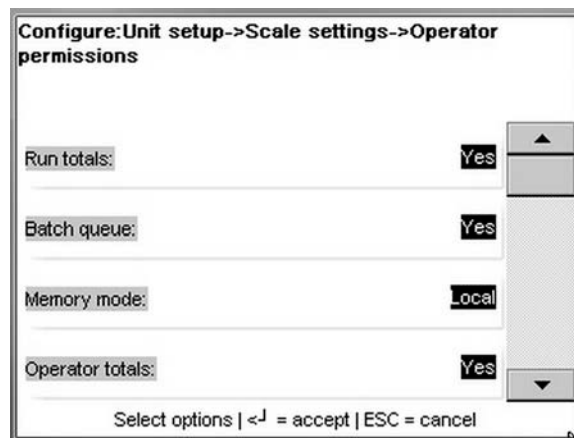 Configure:Unit setup->Scale settings->Operator
permissions
Run totals: Yes
Batch queue: Yes
Memory mode: Local
Operator totals: Yes
Select options | <┘ = accept | ESC = cancel